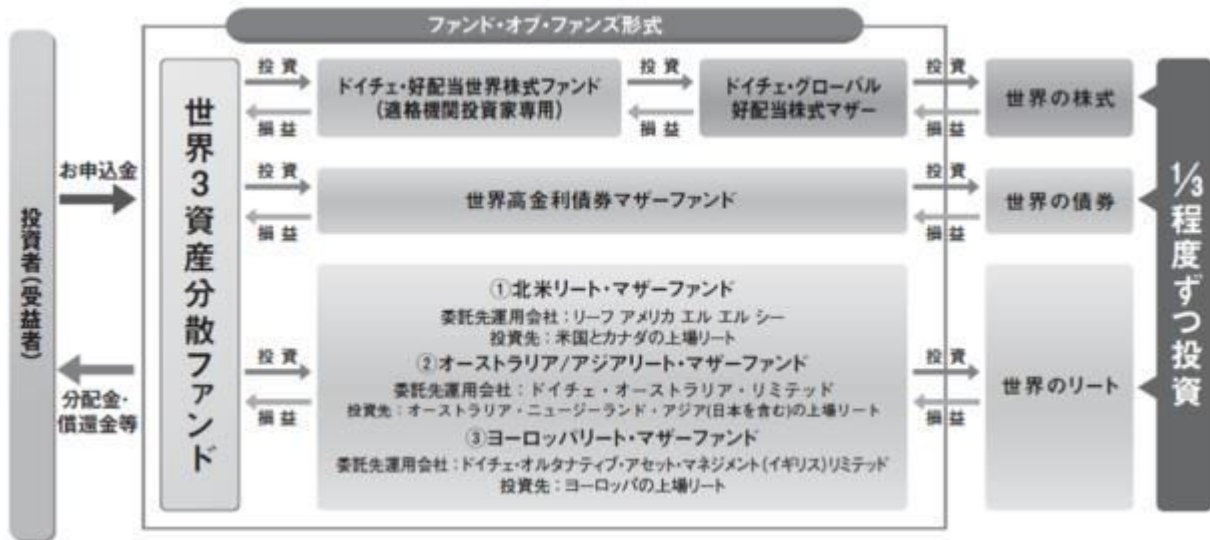 ファンド・オブ・ファンズ形式
投資者(受益者)
お申込金
分配金・
償還金等
世界3資産分散ファンド
投資
損益
ドイチェ・好配当世界株式ファンド
(適格機関投資家専用)
投資
損益
ドイチェ・グローバル
好配当株式マザー
投資
損益
世界の株式
投資
損益
世界高金利債券マザーファンド
投資
損益
世界の債券
投資
損益
①北米リート・マザーファンド
委託先運用会社:リーフ アメリカ エル エル シー
投資先:米国とカナダの上場リート
②オーストラリア/アジアリート・マザーファンド
委託先運用会社:ドイチェ・オーストラリア・リミテッド
投資先:オーストラリア・ニュージーランド・アジア(日本を含む)の上場リート
③ヨーロッパリート・マザーファンド
委託先運用会社:ドイチェ・オルタナティブ・アセット・マネジメント(イギリス)リミテッド
投資先:ヨーロッパの上場リート
投資
損益
世界のリート
1/3程度ずつ投資